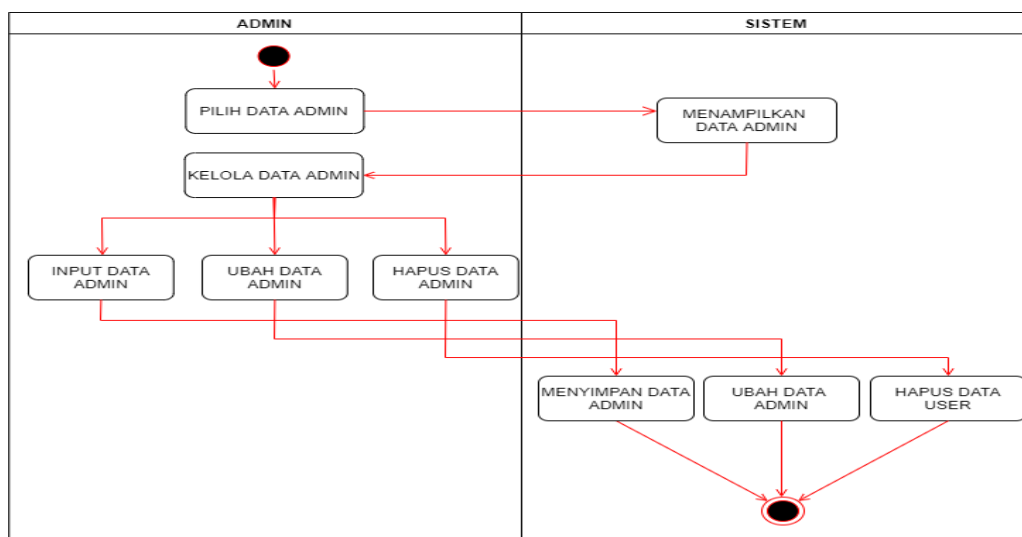 ADMIN
SISTEM
PILIH DATA ADMIN
MENAMPILKAN
DATA ADMIN
KELOLA DATA ADMIN
INPUT DATA
ADMIN
UBAH DATA
ADMIN
HAPUS DATA
ADMIN
MENYIMPAN DATA
ADMIN
UBAH DATA
ADMIN
HAPUS DATA
USER